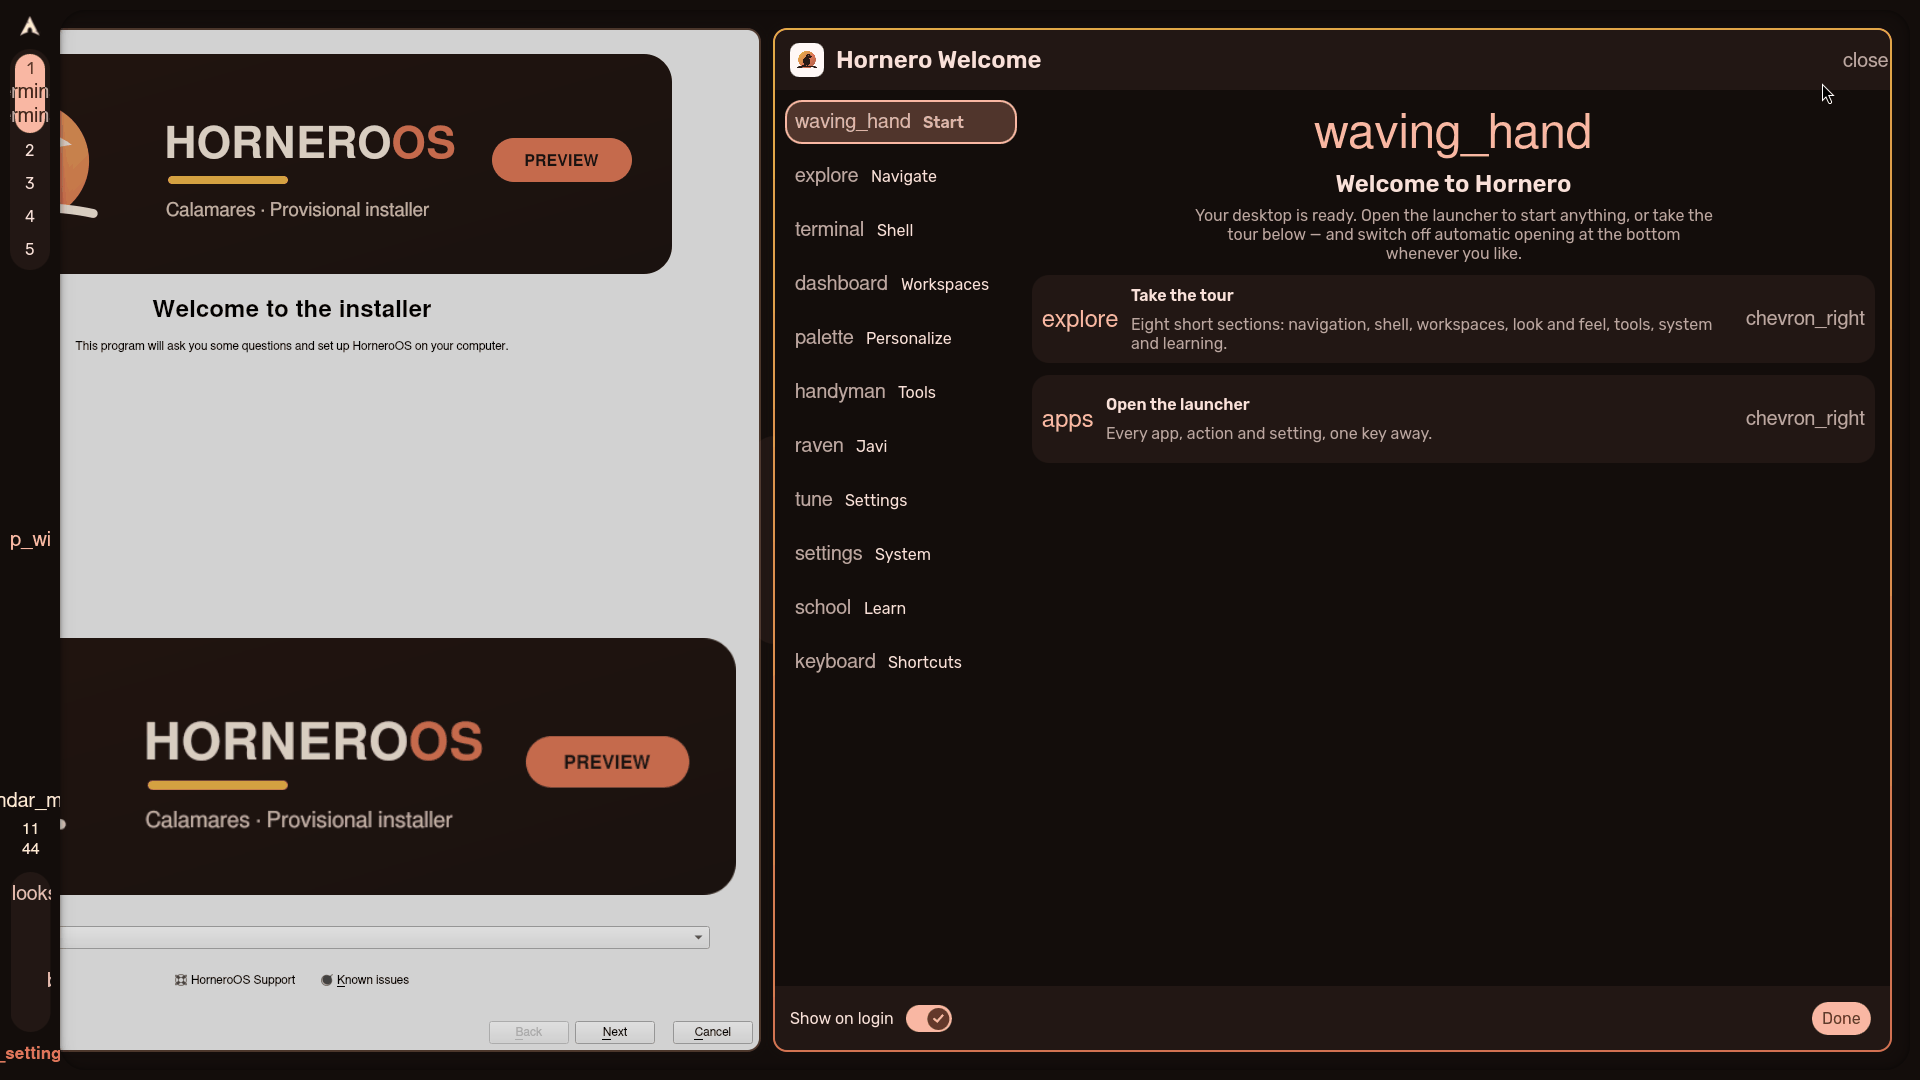 1
rmin
rmin
2
3
4
5
p_wi
ndar_m
11
44
looks
_setting
HORNEROOS
PREVIEW
Calamares · Provisional installer
Welcome to the installer
This program will ask you some questions and set up HorneroOS on your computer.
HORNEROOS
PREVIEW
Calamares · Provisional installer
HorneroOS Support
Known issues
Back
Next
Cancel
Hornero Welcome
close
waving_hand Start
explore Navigate
terminal Shell
dashboard Workspaces
palette Personalize
handyman Tools
raven Javi
tune Settings
settings System
school Learn
keyboard Shortcuts
waving_hand
Welcome to Hornero
Your desktop is ready. Open the launcher to start anything, or take the
tour below — and switch off automatic opening at the bottom
whenever you like.
explore
Take the tour
Eight short sections: navigation, shell, workspaces, look and feel, tools, system
and learning.
chevron_right
apps
Open the launcher
Every app, action and setting, one key away.
chevron_right
Show on login
Done